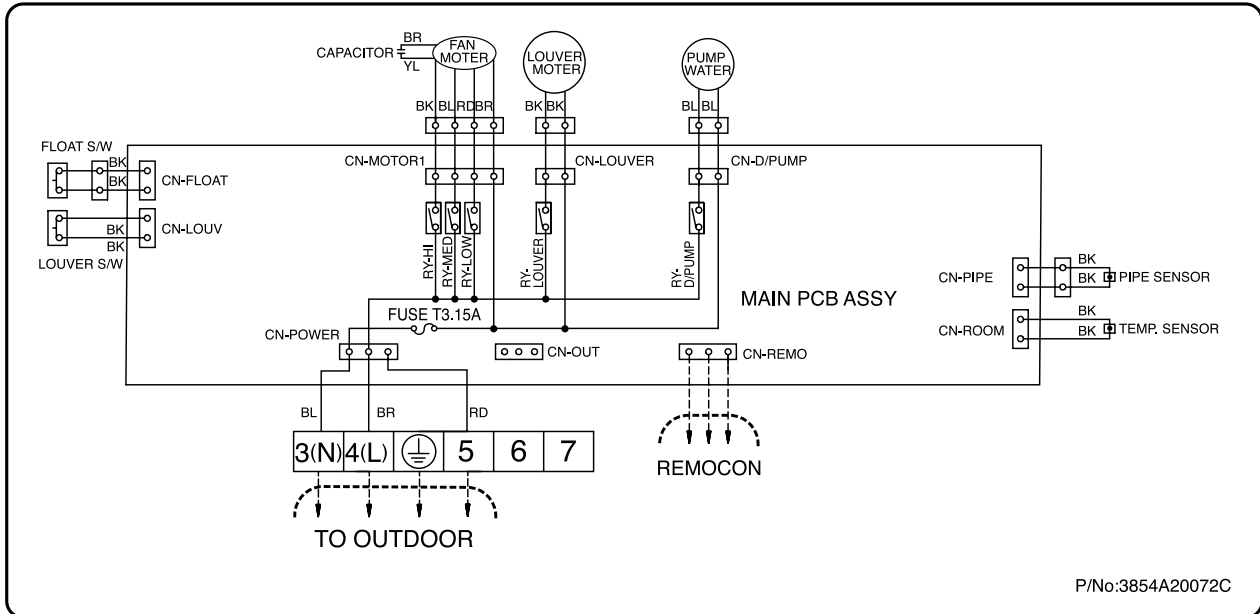 BR
CAPACITOR
YL
FAN
MOTER
LOUVER
MOTER
PUMP
WATER
BK BL RD BR
BK BK
BL BL
FLOAT S/W
BK
BK
CN-FLOAT
CN-MOTOR1
CN-LOUVER
CN-D/PUMP
BK
BK
CN-LOUV
LOUVER S/W
RY-HI
RY-MED
RY-LOW
RY-
LOUVER
RY-
D/PUMP
MAIN PCB ASSY
CN-PIPE
BK
BK
PIPE SENSOR
CN-ROOM
BK
BK
TEMP. SENSOR
FUSE T3.15A
CN-POWER
CN-OUT
CN-REMO
BL
BR
RD
3(N) 4(L) 5 6 7
REMOCON
TO OUTDOOR
P/No:3854A20072C